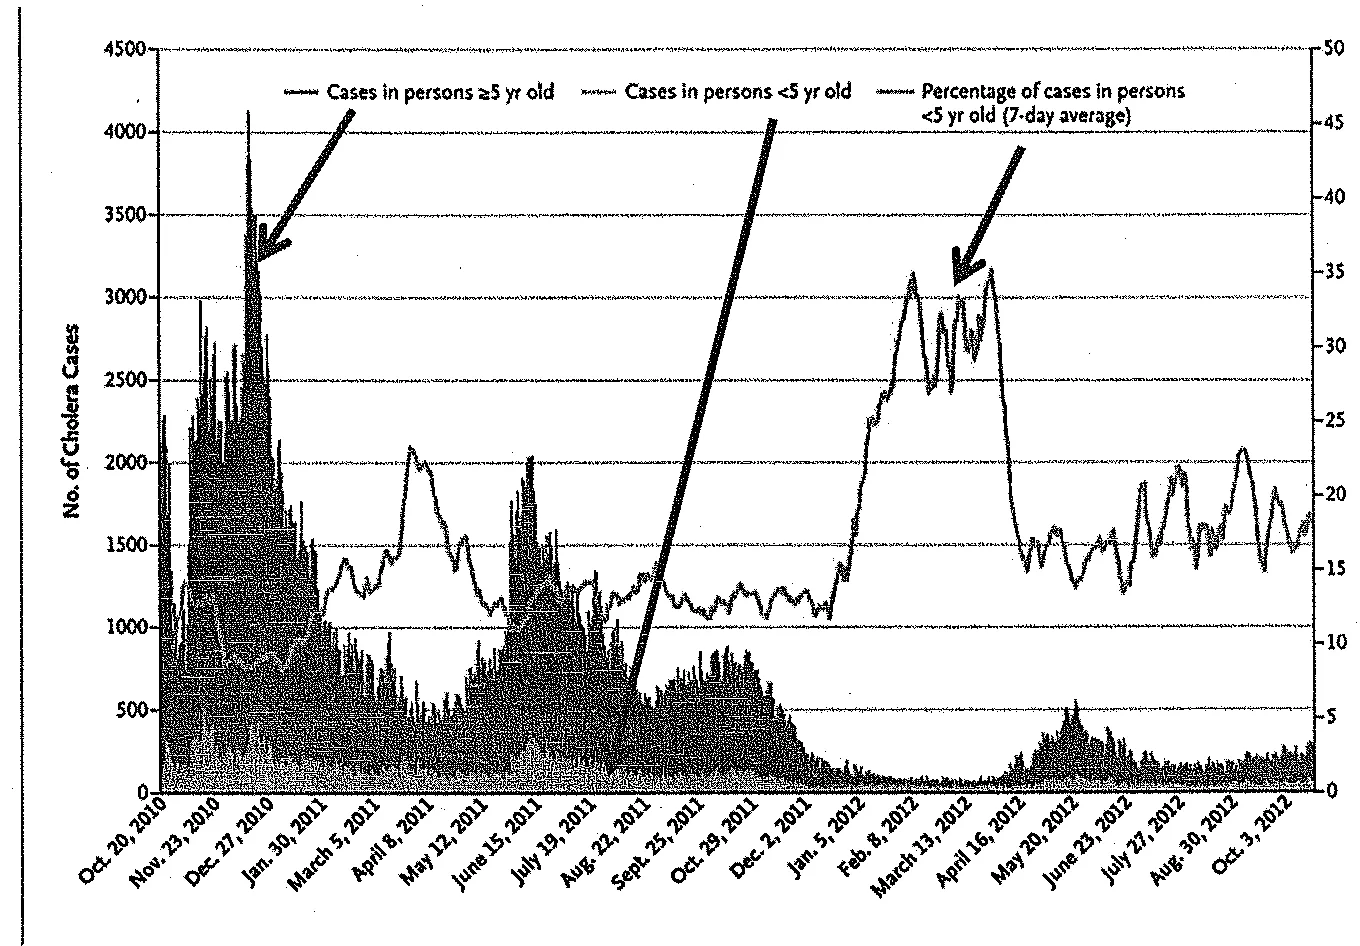 4500
4000
3500
3000
2500
2000
1500
1000
500
0
No. of Cholera Cases
Cases in persons ≥5 yr old
Cases in persons <5 yr old
Percentage of cases in persons
<5 yr old (7-day average)
50
45
40
35
30
25
20
15
10
5
0
Oct. 20, 2010
Nov. 23, 2010
Dec. 27, 2010
Jan. 30, 2011
March 5, 2011
April 8, 2011
May 12, 2011
June 15, 2011
July 19, 2011
Aug. 22, 2011
Sept. 25, 2011
Oct. 29, 2011
Dec. 2, 2011
Jan. 5, 2012
Feb. 8, 2012
March 13, 2012
April 16, 2012
May 20, 2012
June 23, 2012
July 27, 2012
Aug. 30, 2012
Oct. 3, 2012